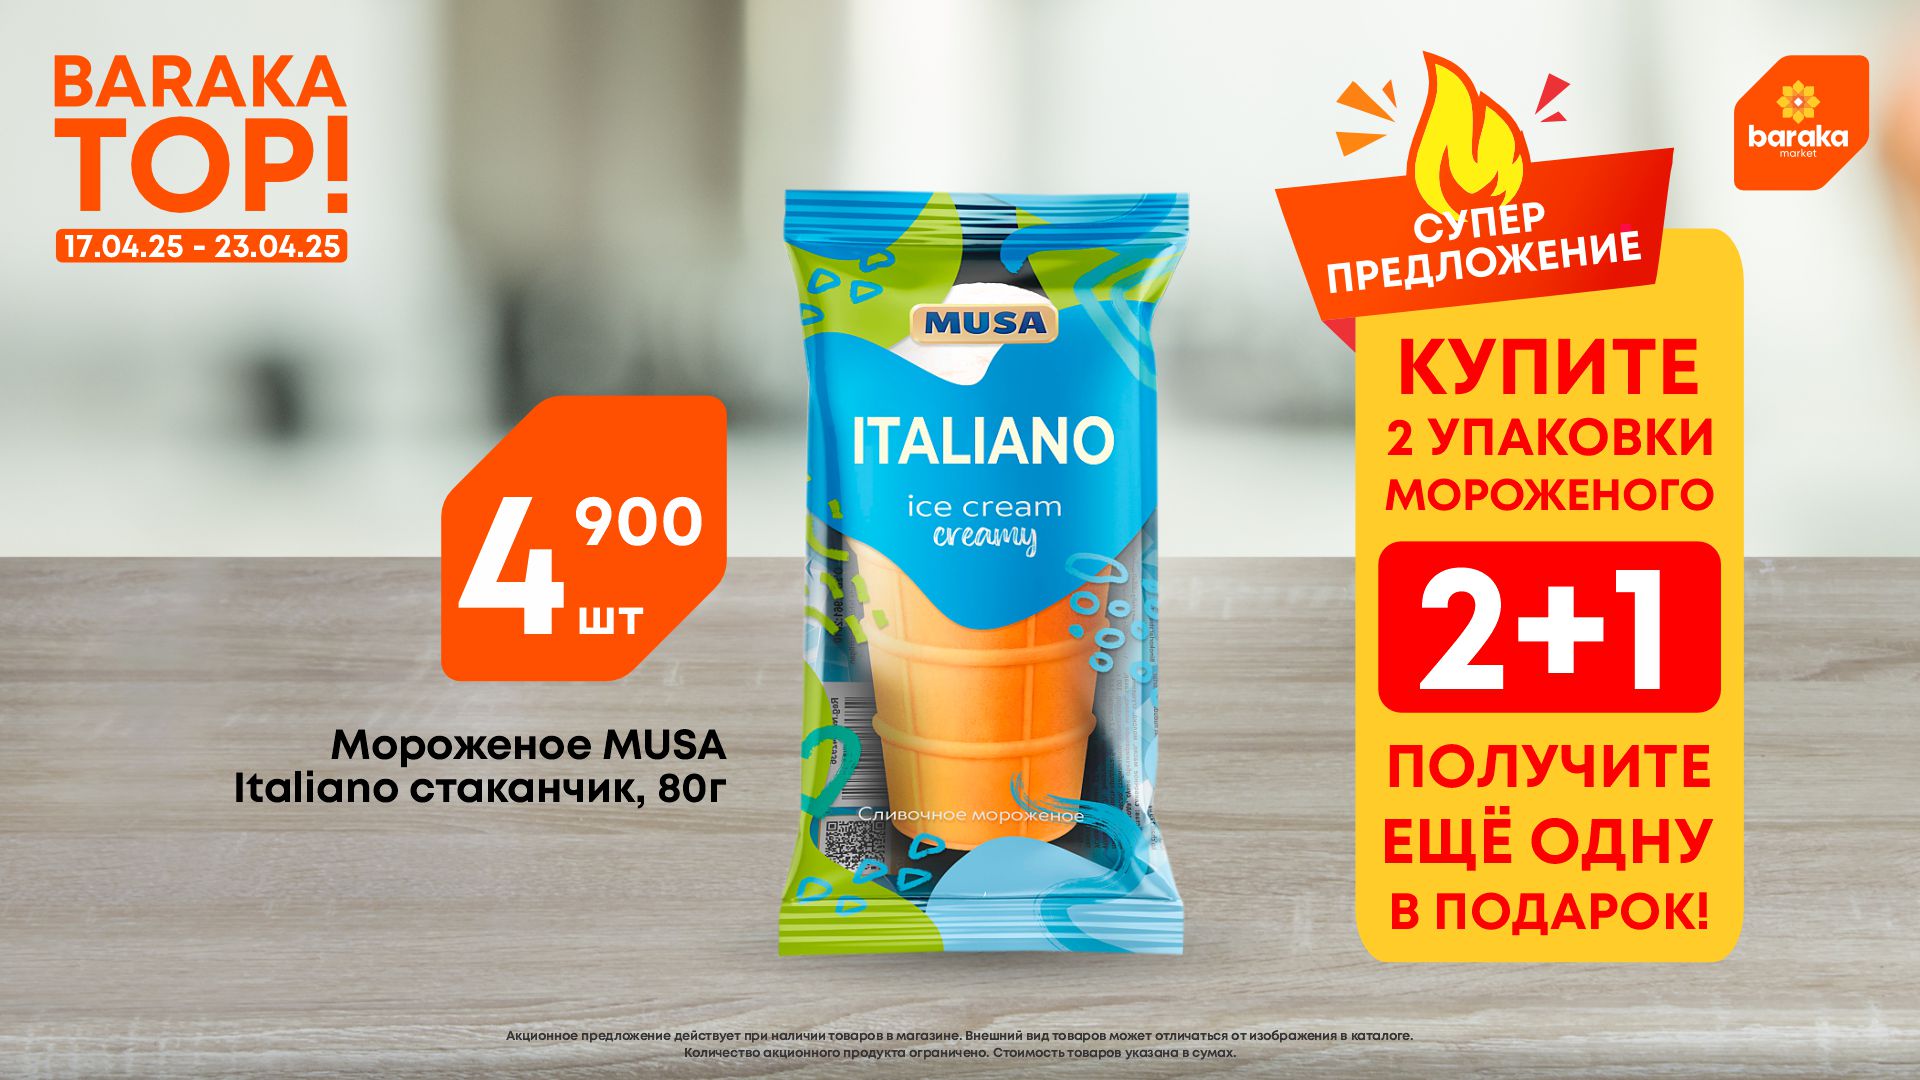 BARAKA
TOP!
17.04.25 - 23.04.25
baraka
market
СУПЕР
ПРЕДЛОЖЕНИЕ
MUSA
ITALIANO
ice cream
creamy
Сливочное мороженое
4 900
шт
Мороженое MUSA
Italiano стаканчик, 80г
КУПИТЕ
2 УПАКОВКИ
МОРОЖЕНОГО
2+1
ПОЛУЧИТЕ
ЕЩЁ ОДНУ
В ПОДАРОК!
Акционное предложение действует при наличии товаров в магазине. Внешний вид товаров может отличаться от изображения в каталоге.
Количество акционного продукта ограничено. Стоимость товаров указана в сумах.